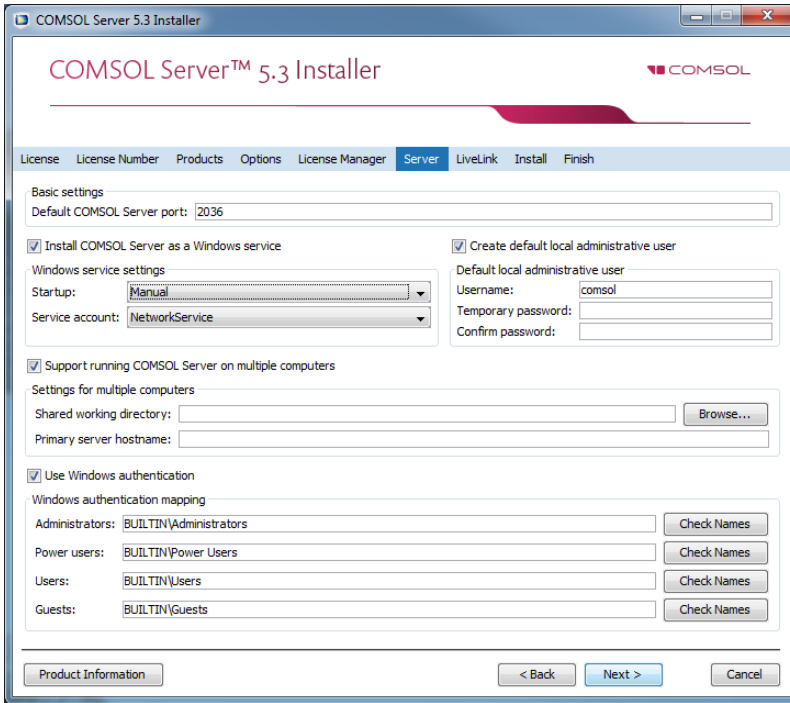 COMSOL Server 5.3 Installer
COMSOL Server™ 5.3 Installer
COMSOL
License License Number Products Options License Manager Server LiveLink Install Finish
Basic settings
Default COMSOL Server port: 2036
Install COMSOL Server as a Windows service
Create default local administrative user
Windows service settings
Startup: Manual
Service account: NetworkService
Default local administrative user
Username: comsol
Temporary password:
Confirm password:
Support running COMSOL Server on multiple computers
Settings for multiple computers
Shared working directory: Browse...
Primary server hostname:
Use Windows authentication
Windows authentication mapping
Administrators: BUILTIN\Administrators Check Names
Power users: BUILTIN\Power Users Check Names
Users: BUILTIN\Users Check Names
Guests: BUILTIN\Guests Check Names
Product Information < Back Next > Cancel